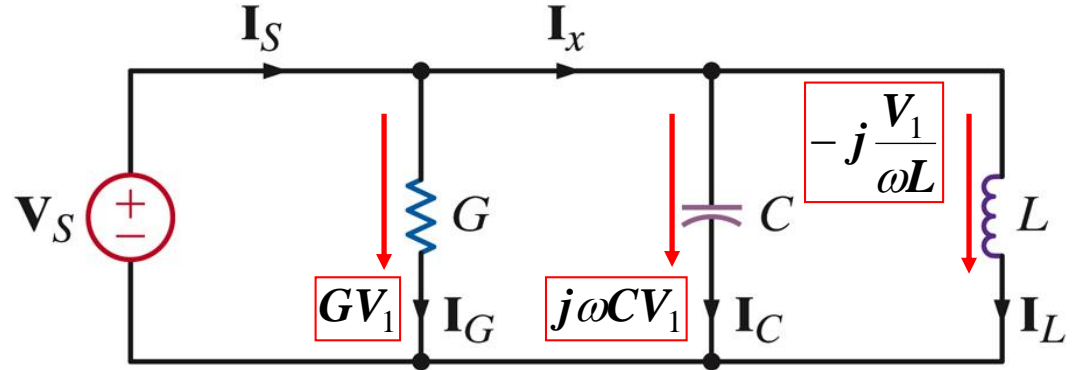 I_S I_x
-j V_1/ωL
+
−
V_S G C L
GV_1 I_G jωCV_1 I_C I_L